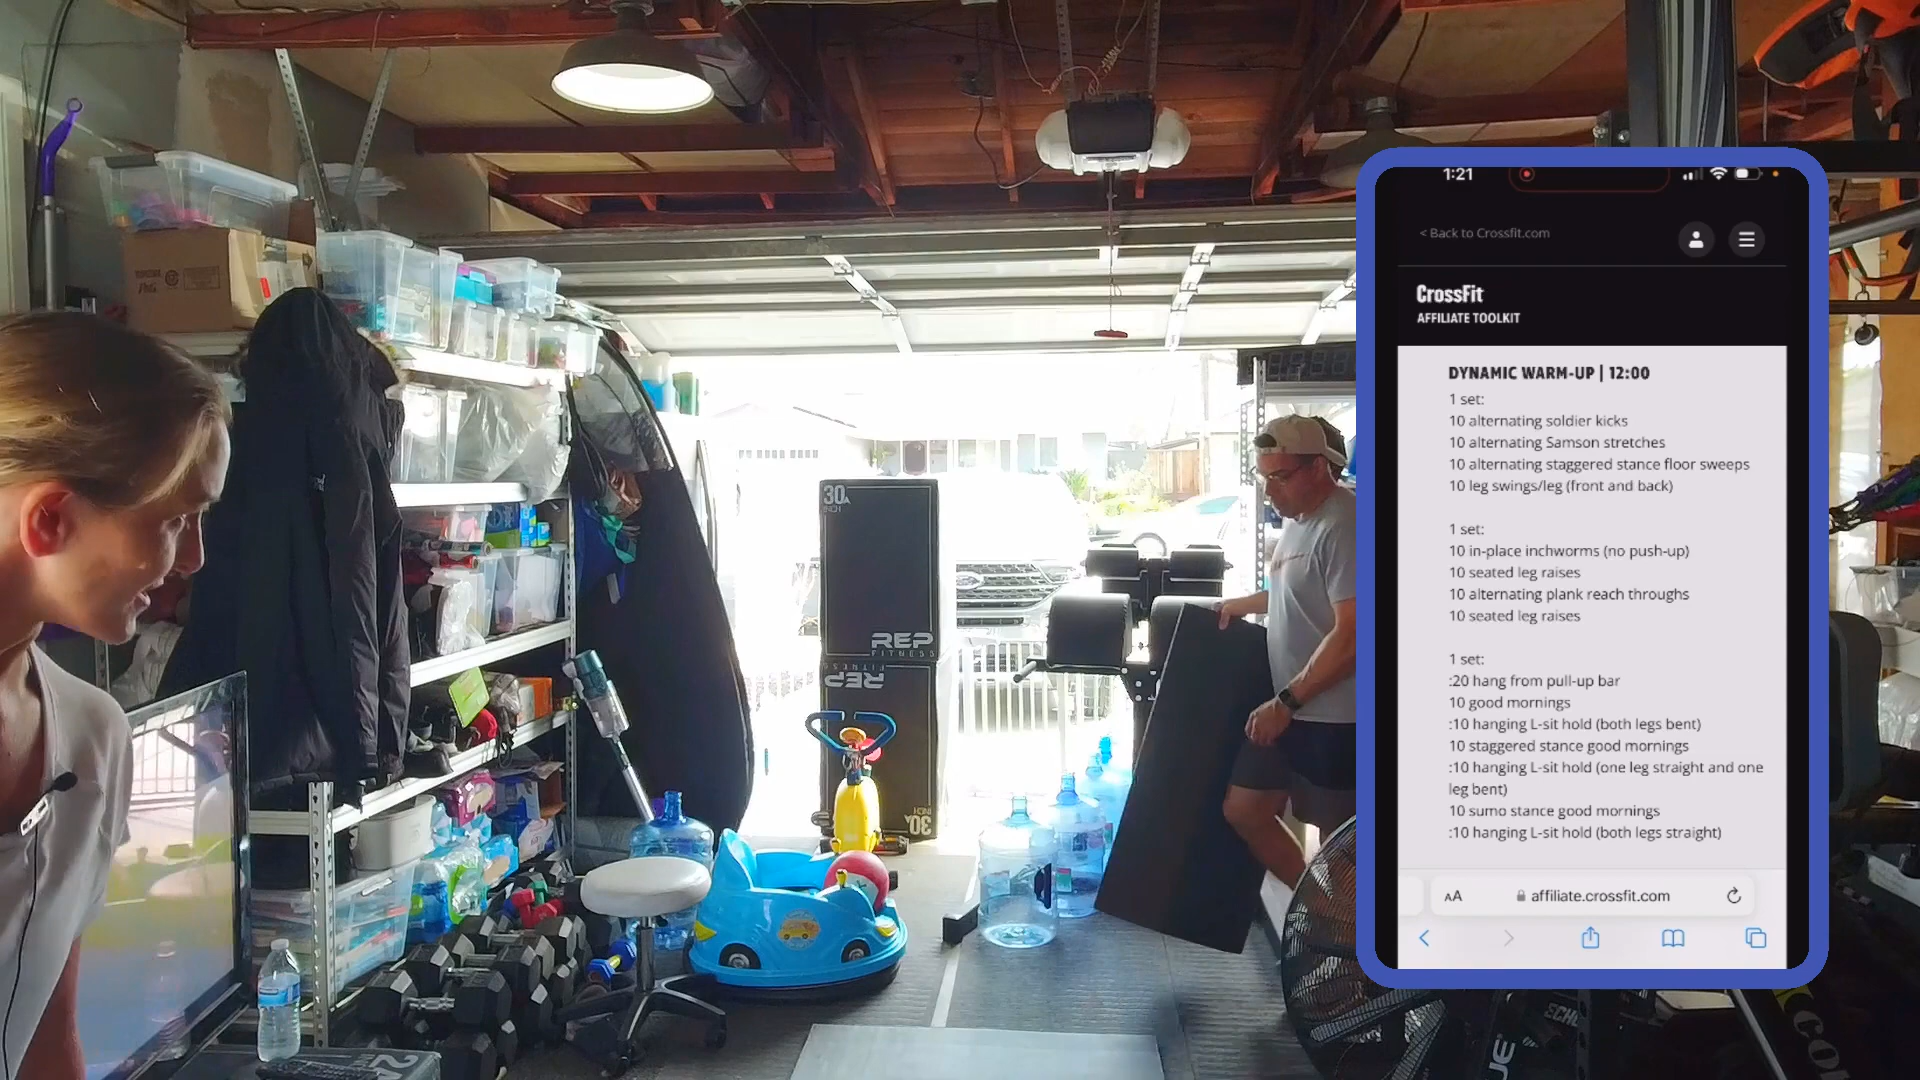 1:21
< Back to Crossfit.com
CrossFit
AFFILIATE TOOLKIT
DYNAMIC WARM-UP | 12:00
1 set:
10 alternating soldier kicks
10 alternating Samson stretches
10 alternating staggered stance floor sweeps
10 leg swings/leg (front and back)
1 set:
10 in-place inchworms (no push-up)
10 seated leg raises
10 alternating plank reach throughs
10 seated leg raises
1 set:
:20 hang from pull-up bar
10 good mornings
:10 hanging L-sit hold (both legs bent)
10 staggered stance good mornings
:10 hanging L-sit hold (one leg straight and one
leg bent)
10 sumo stance good mornings
:10 hanging L-sit hold (both legs straight)
AA
affiliate.crossfit.com
30
INCH
REP
FITNESS
REP
FITNESS
30
INCH